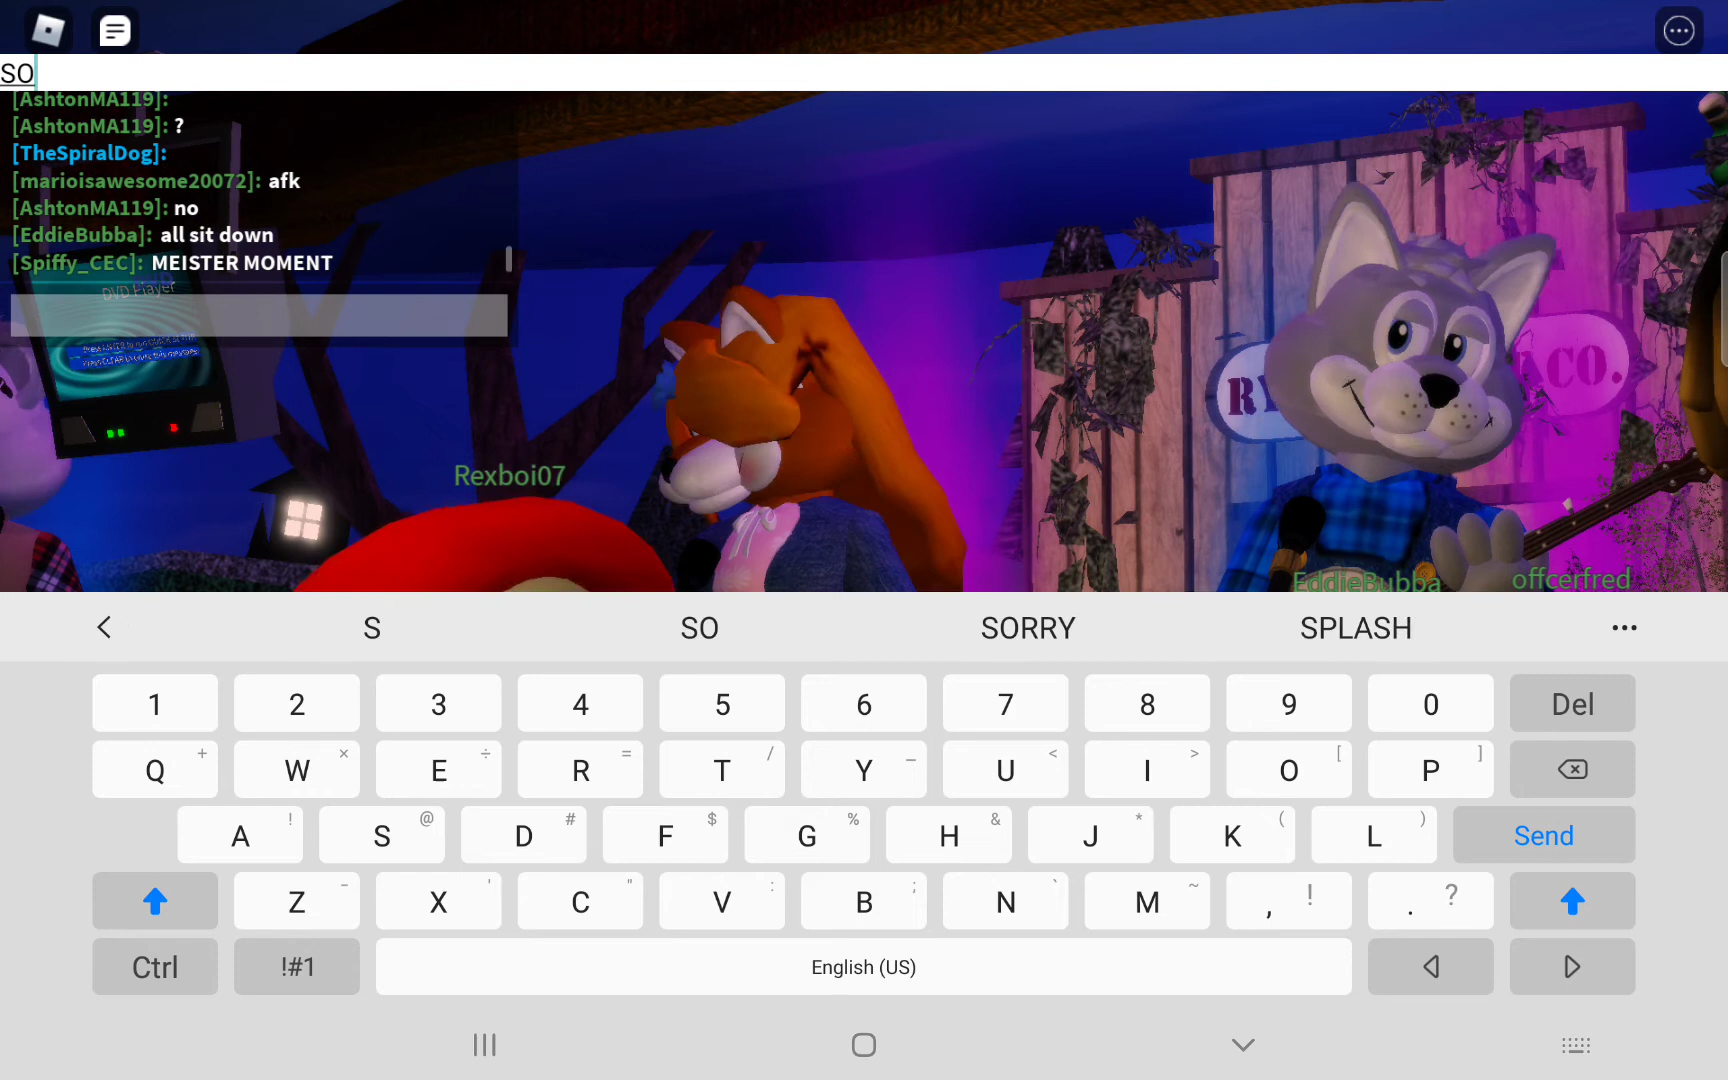 SO
[AshtonMA119]:
[AshtonMA119]: ?
[TheSpiralDog]:
[marioisawesome20072]: afk
[AshtonMA119]: no
[EddieBubba]: all sit down
[Spiffy_CEC]: MEISTER MOMENT
DVD Player
CO.
Rexboi07
EddieBubba
offcerfred
S SO SORRY SPLASH
1 2 3 4 5 6 7 8 9 0 Del
Q + W × E ÷ R = T / Y _ U < I > O [ P ]
A ! S @ D # F $ G % H & J * K ( L ) Send
Z - X ' C " V : B ; N ` M ~ , ! . ?
Ctrl !#1 English (US)